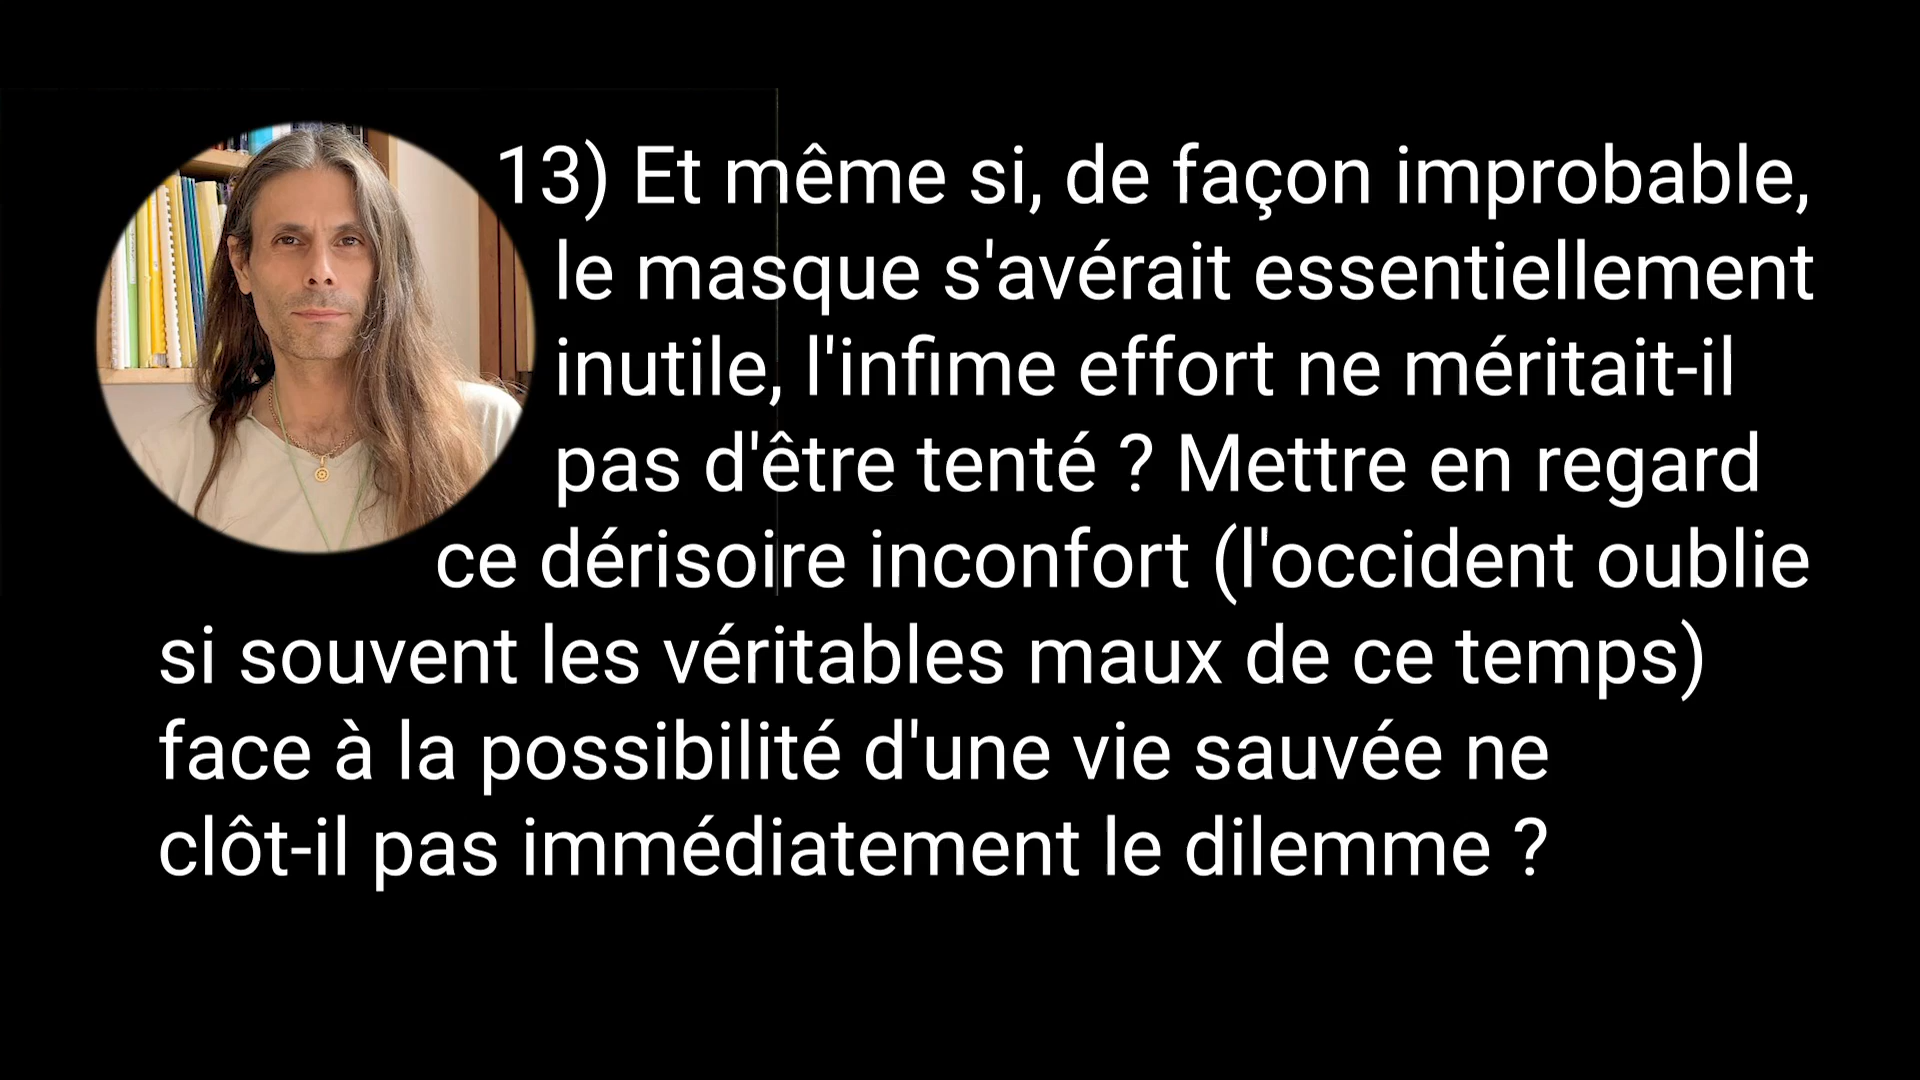 13) Et même si, de façon improbable,
le masque s'avérait essentiellement
inutile, l'infime effort ne méritait-il
pas d'être tenté ? Mettre en regard
ce dérisoire inconfort (l'occident oublie
si souvent les véritables maux de ce temps)
face à la possibilité d'une vie sauvée ne
clôt-il pas immédiatement le dilemme ?